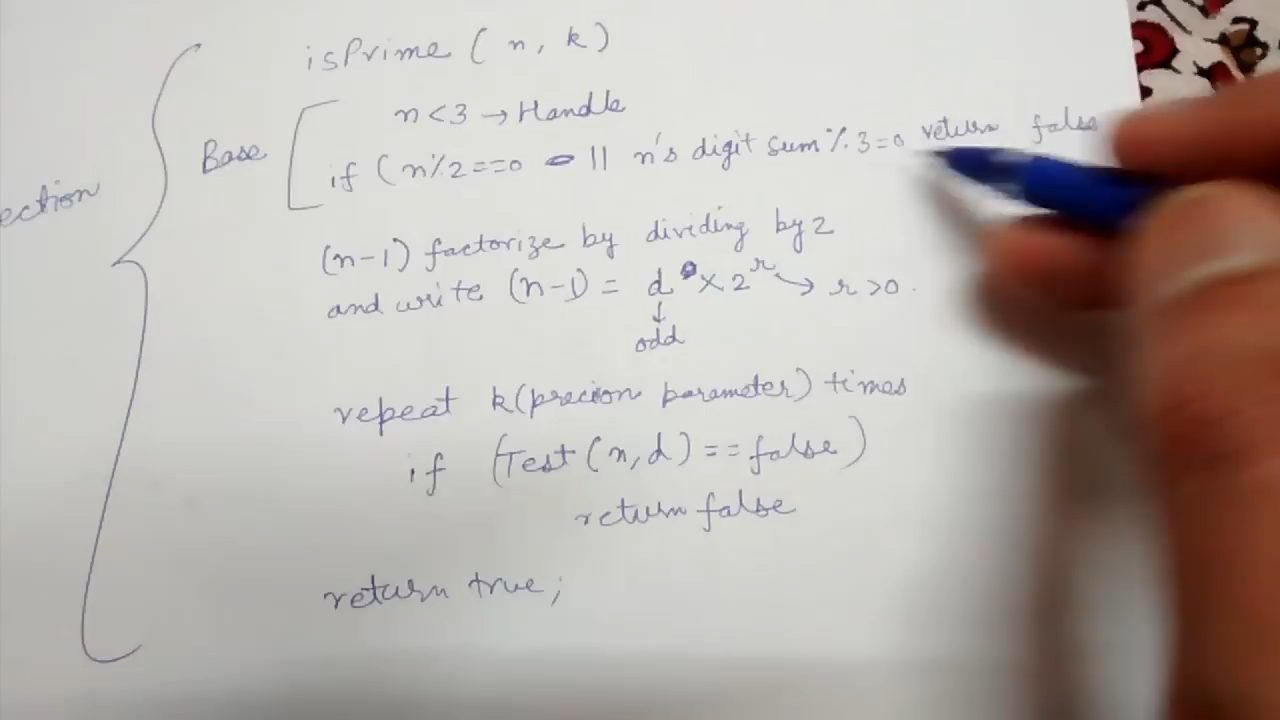 isPrime ( n, k )
n<3 → Handle
Base
if ( n%2==0 || n's digit sum % 3=0 return false
ection
(n-1) factorize by dividing by 2
and write (n-1) = d × 2^r → r >0.
↓
odd
repeat k(precion parameter) times
if (Test (n,d) == false )
return false
return true;